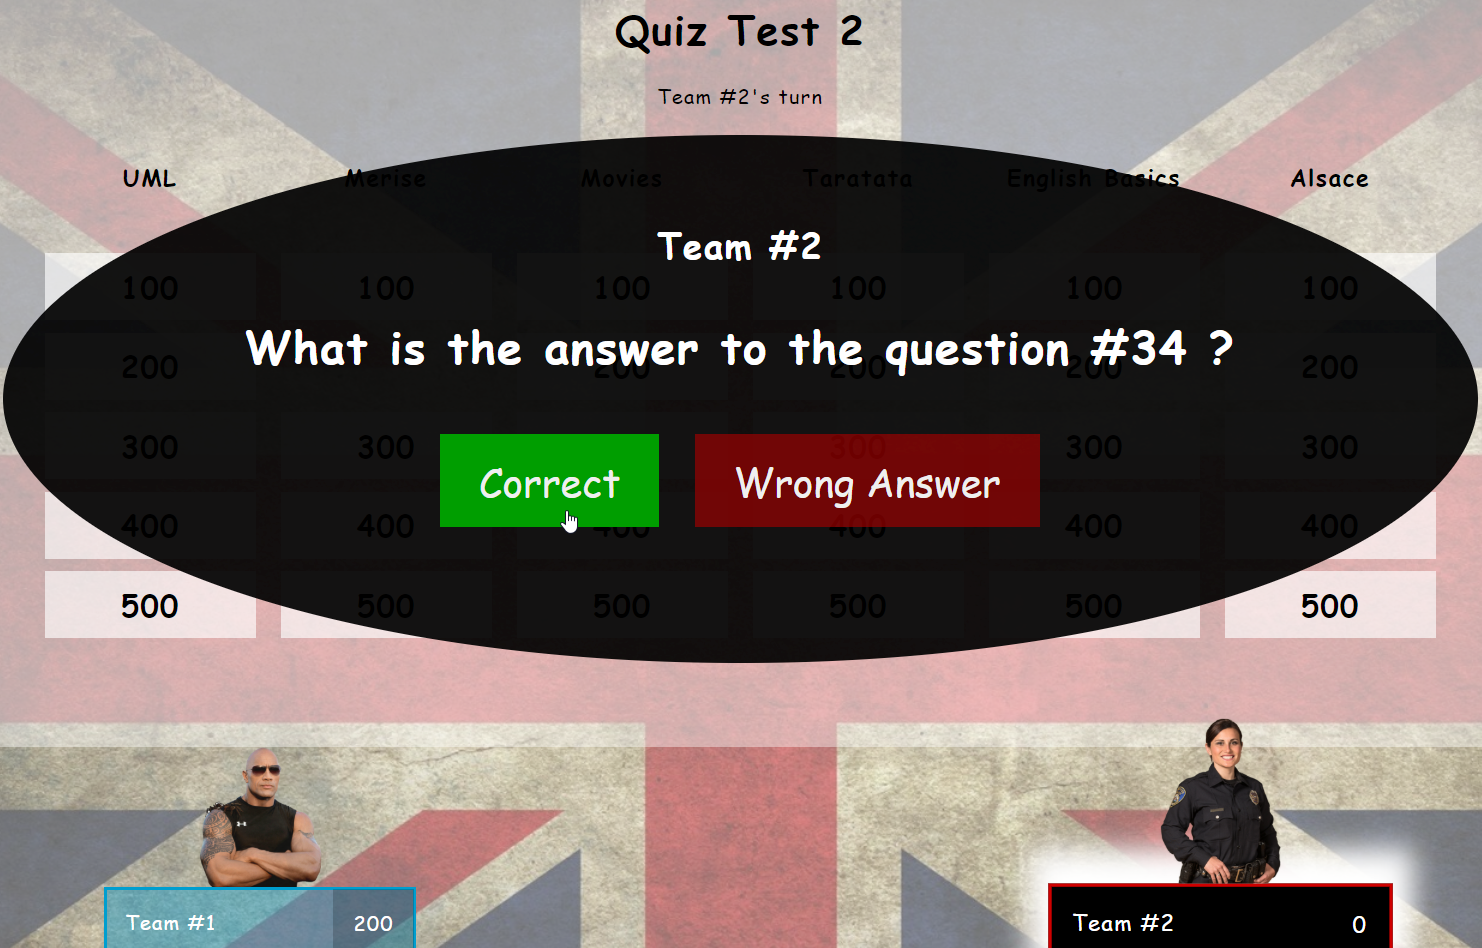 Quiz Test 2
Team #2's turn
UML Merise Movies Taratata English Basics Alsace
Team #2
100 100 100 100 100 100
What is the answer to the question #34 ?
200 200 200 200 200
300 300 300 300 300
Correct Wrong Answer
400 400 400 400 400 400
500 500 500 500 500 500
Team #1 200
Team #2 0